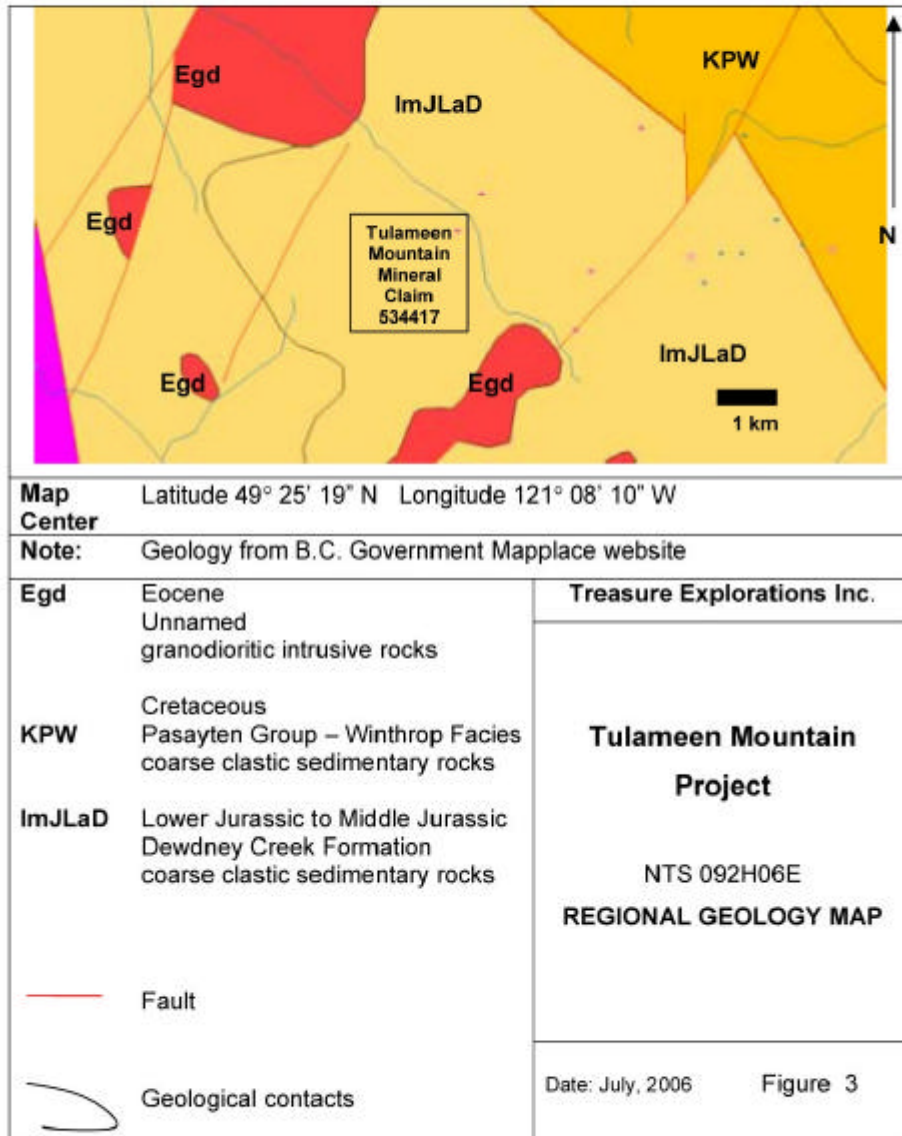 Egd
KPW
lmJLaD
Egd
N
Tulameen
Mountain
Mineral
Claim
534417
lmJLaD
Egd
Egd
1 km
Map Center Latitude 49° 25' 19" N Longitude 121° 08' 10" W
Note: Geology from B.C. Government Mapplace website
Egd Eocene
Unnamed
granodioritic intrusive rocks
Cretaceous
KPW Pasayten Group – Winthrop Facies
coarse clastic sedimentary rocks
lmJLaD Lower Jurassic to Middle Jurassic
Dewdney Creek Formation
coarse clastic sedimentary rocks
Fault
Geological contacts
Treasure Explorations Inc.
Tulameen Mountain
Project
NTS 092H06E
REGIONAL GEOLOGY MAP
Date: July, 2006 Figure 3